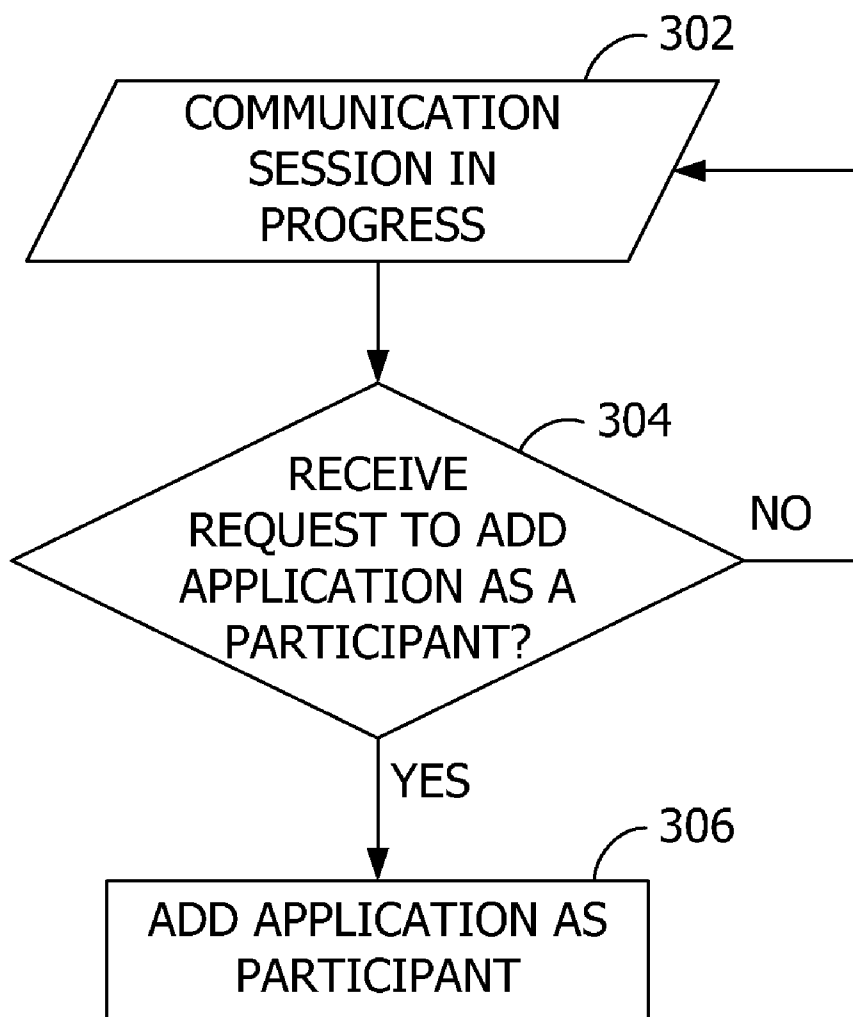 302
COMMUNICATION
SESSION IN
PROGRESS
304
RECEIVE
REQUEST TO ADD
APPLICATION AS A
PARTICIPANT?
NO
YES
306
ADD APPLICATION AS
PARTICIPANT